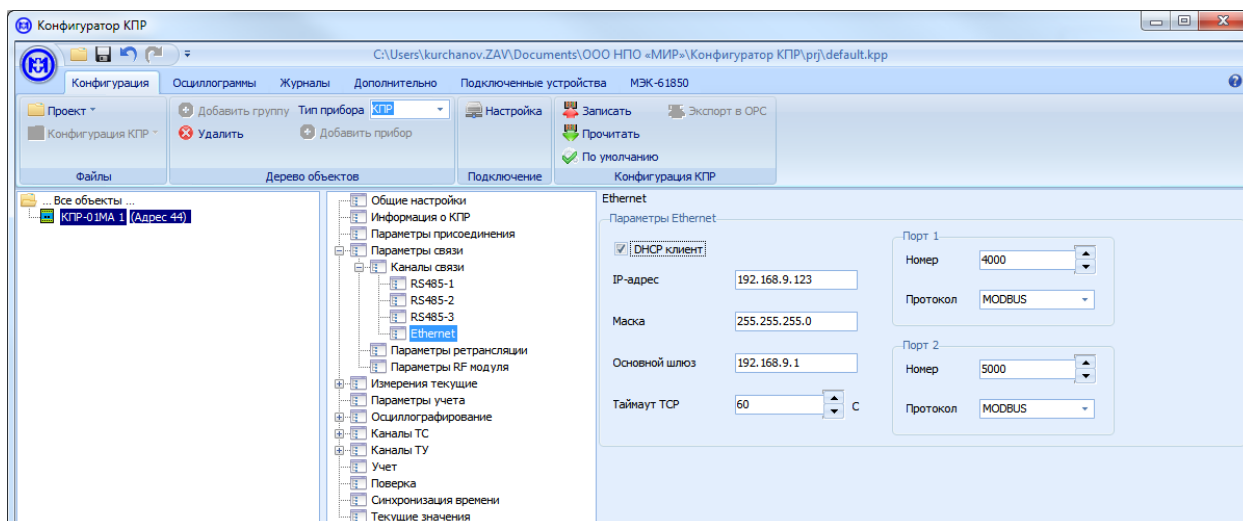 Конфигуратор КПР
C:\Users\kurchanov.ZAV\Documents\ООО НПО «МИР»\Конфигуратор КПР\prj\default.kpp
Конфигурация Осциллограммы Журналы Дополнительно Подключенные устройства МЭК-61850
Проект Добавить группу Тип прибора КПР Настройка Записать Экспорт в OPC
Конфигурация КПР Удалить Добавить прибор Прочитать
По умолчанию
Файлы Дерево объектов Подключение Конфигурация КПР
... Все объекты ...
КПР-01МА 1 (Адрес 44)
Общие настройки
Информация о КПР
Параметры присоединения
Параметры связи
Каналы связи
RS485-1
RS485-2
RS485-3
Ethernet
Параметры ретрансляции
Параметры RF модуля
Измерения текущие
Параметры учета
Осциллографирование
Каналы ТС
Каналы ТУ
Учет
Поверка
Синхронизация времени
Текущие значения
Ethernet
Параметры Ethernet
DHCP клиент
IP-адрес 192.168.9.123
Маска 255.255.255.0
Основной шлюз 192.168.9.1
Таймаут TCP 60 С
Порт 1
Номер 4000
Протокол MODBUS
Порт 2
Номер 5000
Протокол MODBUS